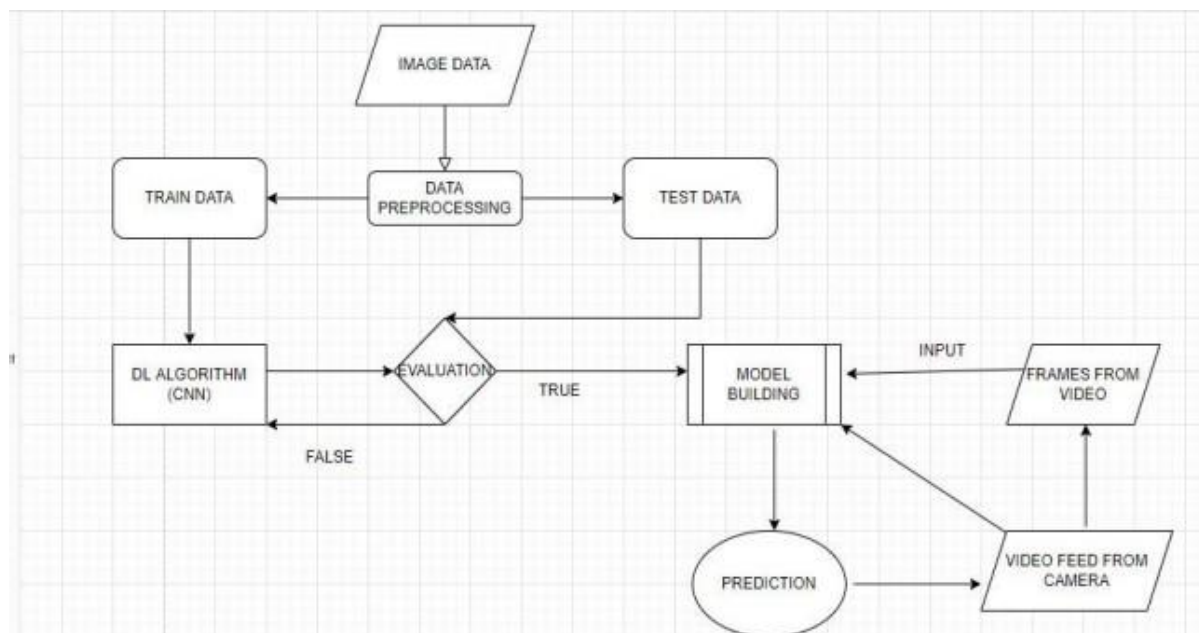 IMAGE DATA
TRAIN DATA
DATA
PREPROCESSING
TEST DATA
DL ALGORITHM
(CNN)
EVALUATION
TRUE
FALSE
MODEL
BUILDING
INPUT
FRAMES FROM
VIDEO
PREDICTION
VIDEO FEED FROM
CAMERA